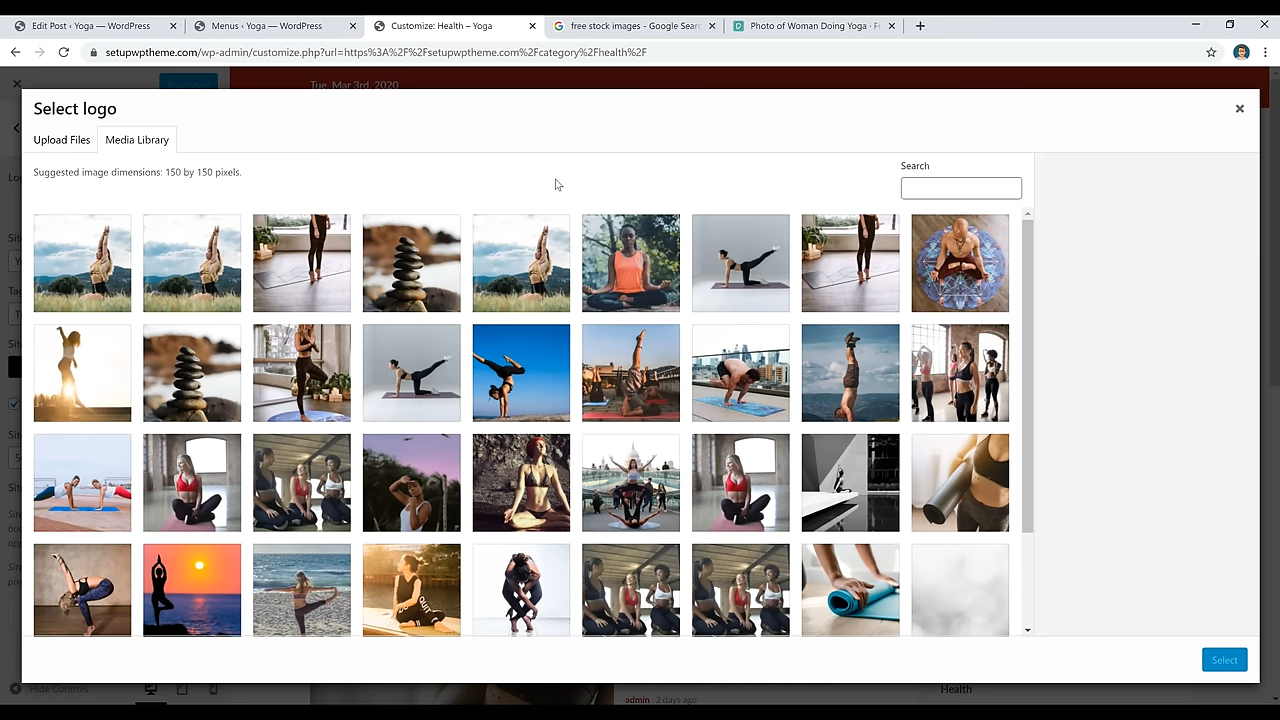 Edit Post ‹ Yoga — WordPress
Menus ‹ Yoga — WordPress
Customize: Health – Yoga
free stock images - Google Sear
Photo of Woman Doing Yoga · F
setupwptheme.com/wp-admin/customize.php?url=https%3A%2F%2Fsetupwptheme.com%2Fcategory%2Fhealth%2F
Tue, Mar 3rd, 2020
Select logo
Upload Files
Media Library
Suggested image dimensions: 150 by 150 pixels.
Search
Select
Hide Controls
Health
admin 2 days ago